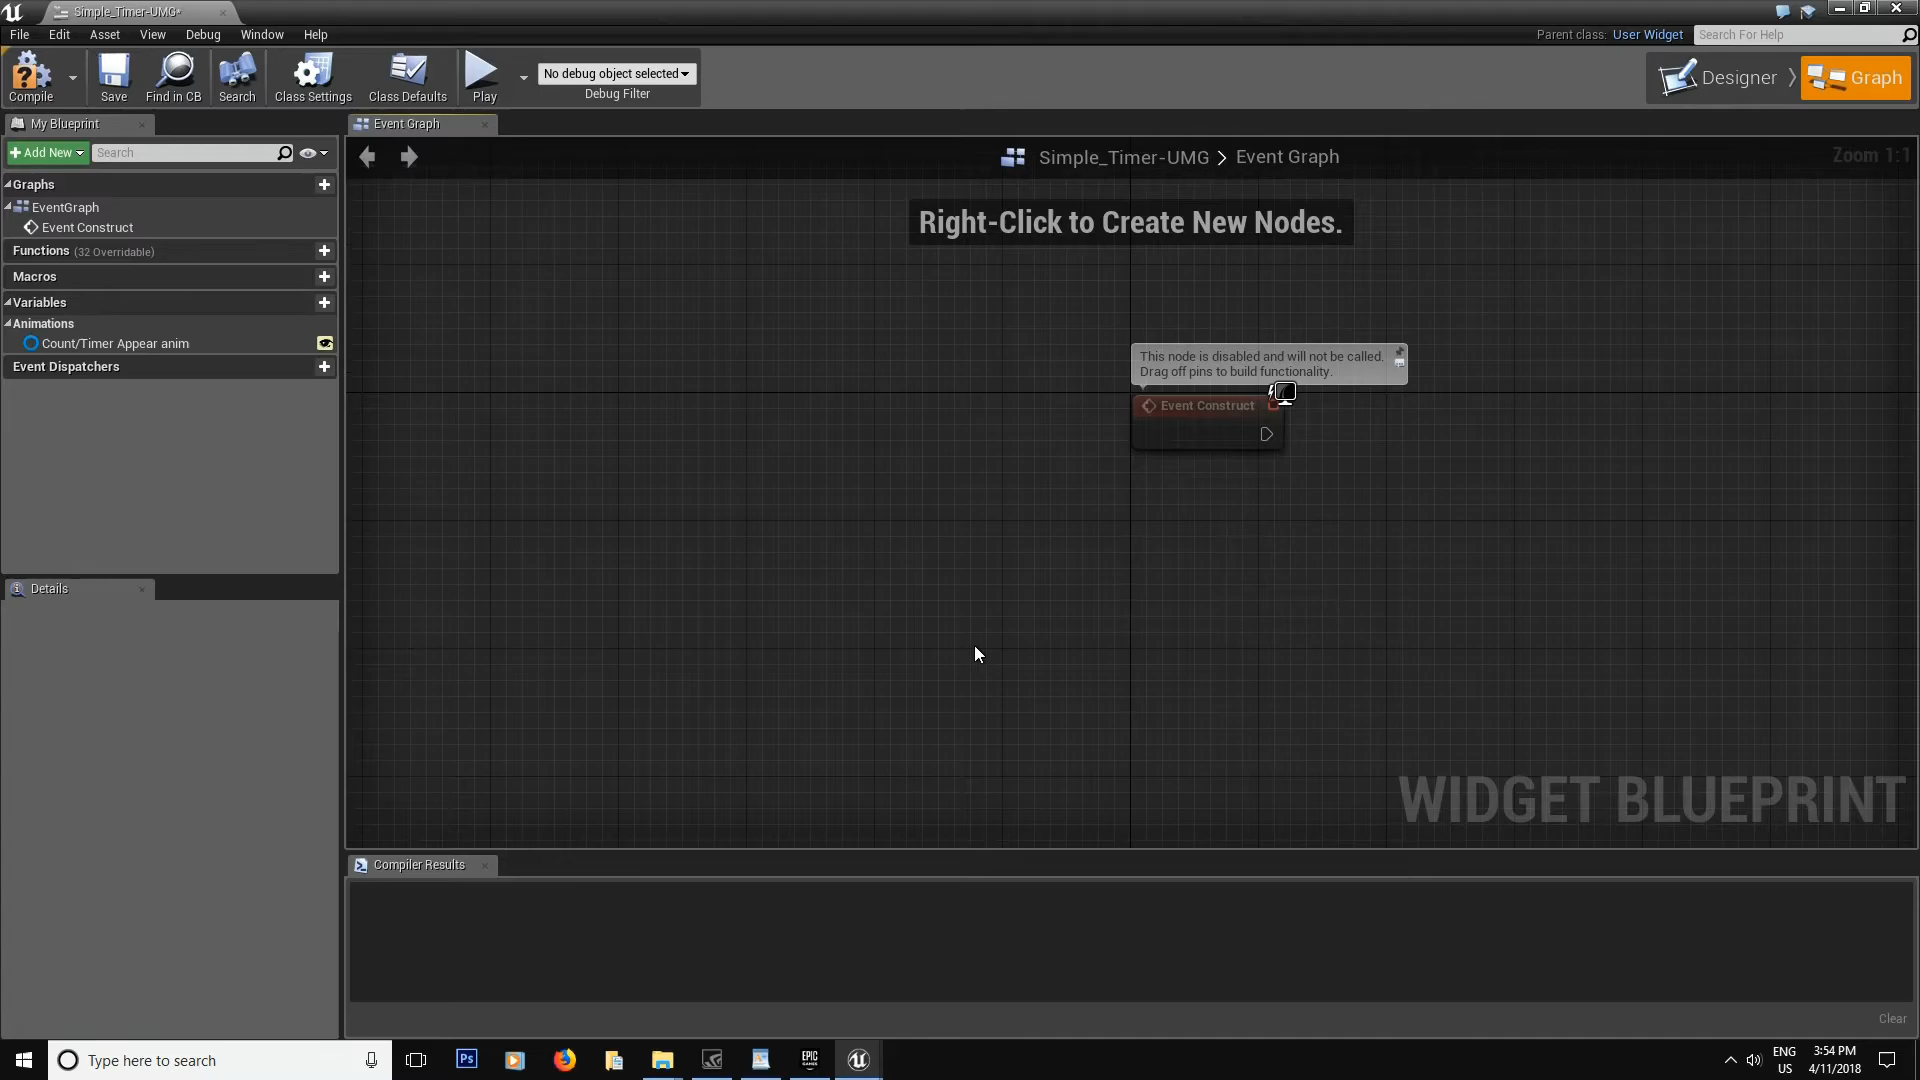 Simple_Timer-UMG*
File Edit Asset View Debug Window Help
Parent class: User Widget Search For Help
Compile Save Find in CB Search Class Settings Class Defaults Play
No debug object selected
Debug Filter
Designer Graph
My Blueprint
Event Graph
Add New Search
Simple_Timer-UMG > Event Graph
Zoom 1:1
Graphs
EventGraph
Event Construct
Functions (32 Overridable)
Macros
Variables
Animations
Count/Timer Appear anim
Event Dispatchers
Right-Click to Create New Nodes.
This node is disabled and will not be called.
Drag off pins to build functionality.
Event Construct
Details
WIDGET BLUEPRINT
Compiler Results
Clear
Type here to search
Ps
EPIC
GAMES
ENG
US
3:54 PM
4/11/2018